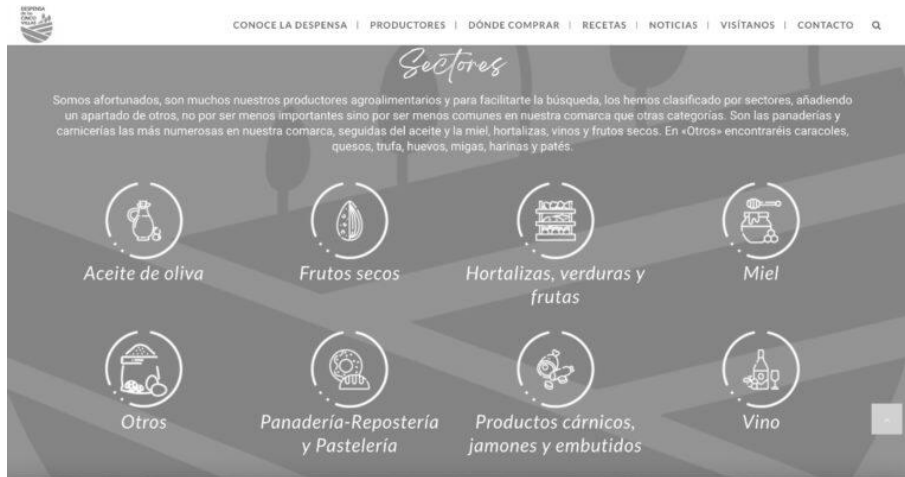 DESPENSA
DE LAS
CINCO
VILLAS
CONOCE LA DESPENSA | PRODUCTORES | DÓNDE COMPRAR | RECETAS | NOTICIAS | VISÍTANOS | CONTACTO
Sectores
Somos afortunados, son muchos nuestros productores agroalimentarios y para facilitarte la búsqueda, los hemos clasificado por sectores, añadiendo
un apartado de otros, no por ser menos importantes sino por ser menos comunes en nuestra comarca que otras categorías. Son las panaderías y
carnicerías las más numerosas en nuestra comarca, seguidas del aceite y la miel, hortalizas, vinos y frutos secos. En «Otros» encontraréis caracoles,
quesos, trufa, huevos, migas, harinas y patés.
Aceite de oliva
Frutos secos
Hortalizas, verduras y
frutas
Miel
Otros
Panadería-Repostería
y Pastelería
Productos cárnicos,
jamones y embutidos
Vino